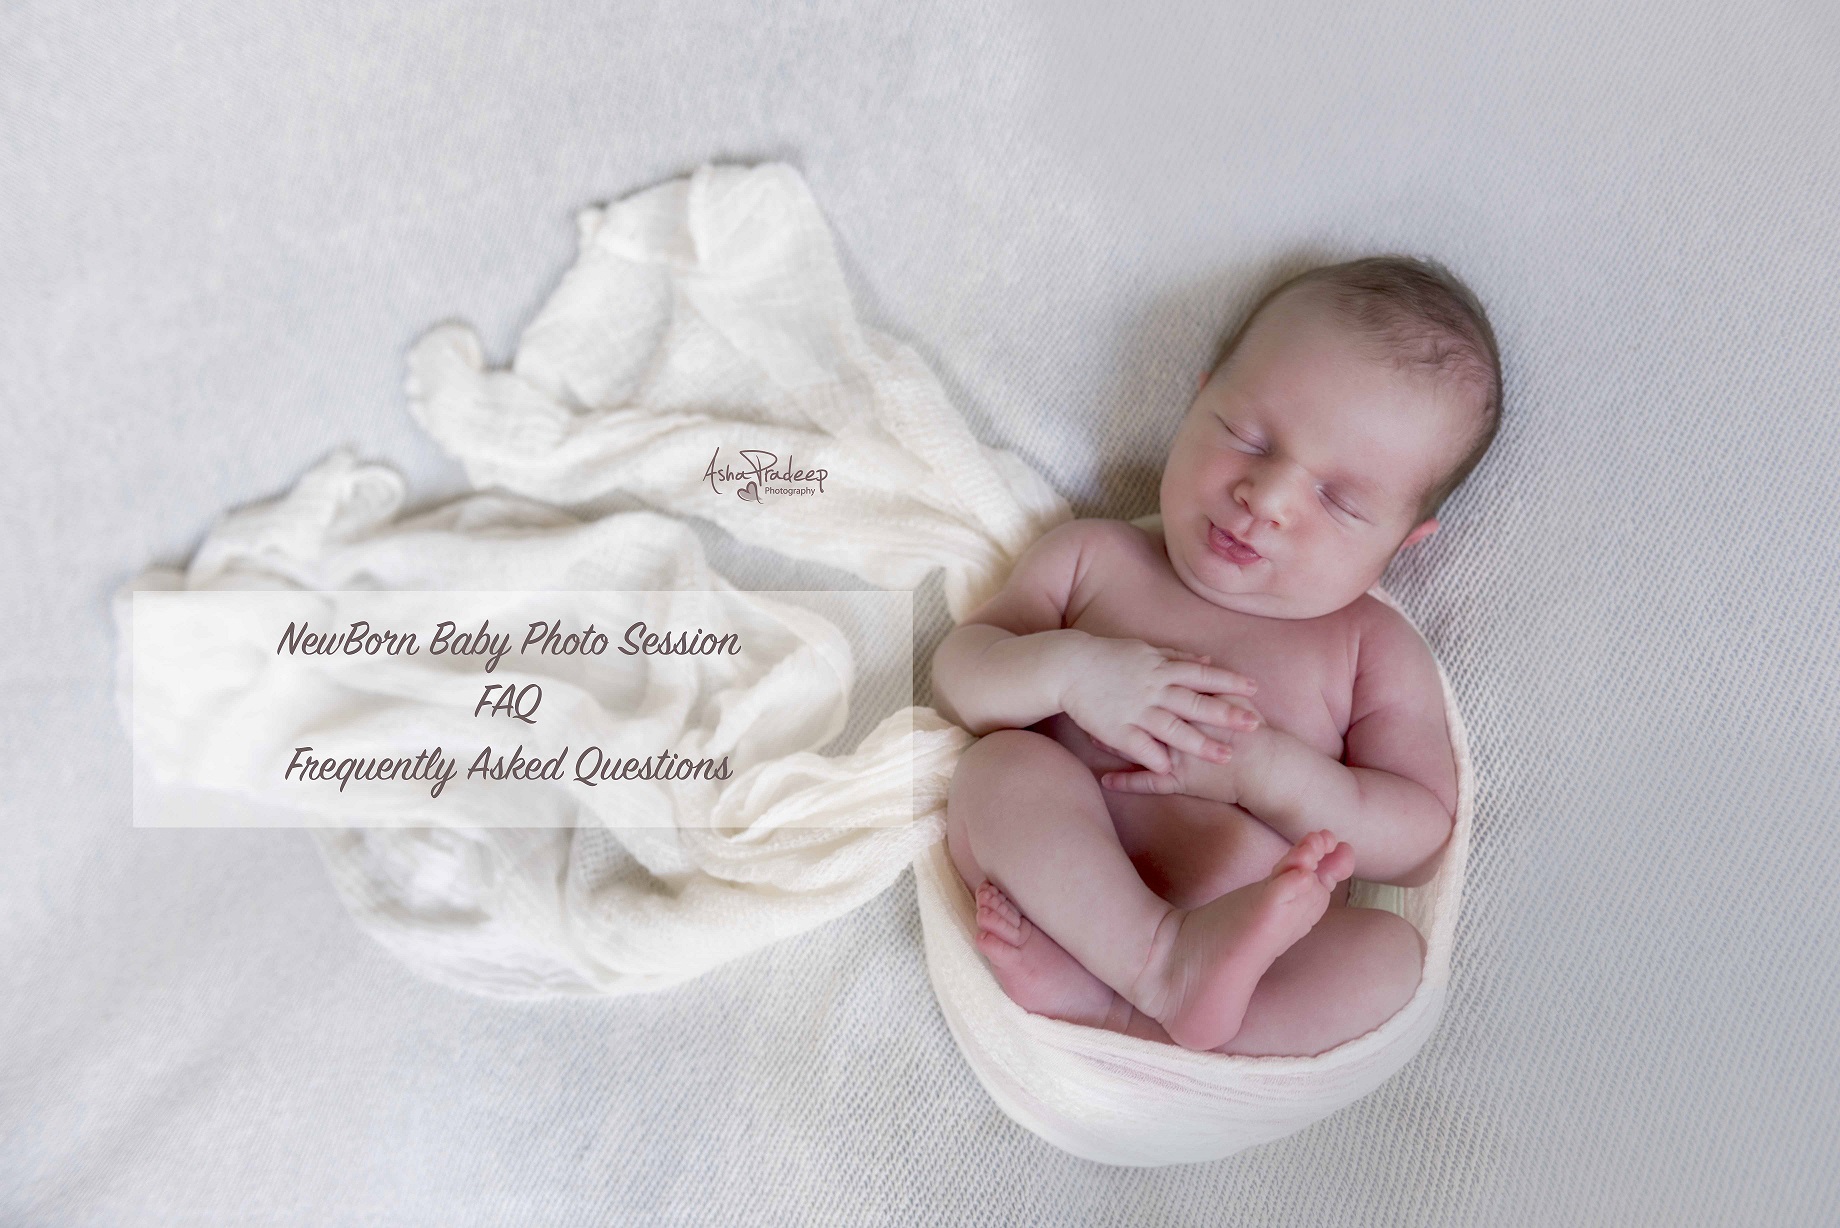 Asha Pradeep
Photography
NewBorn Baby Photo Session
FAQ
Frequently Asked Questions